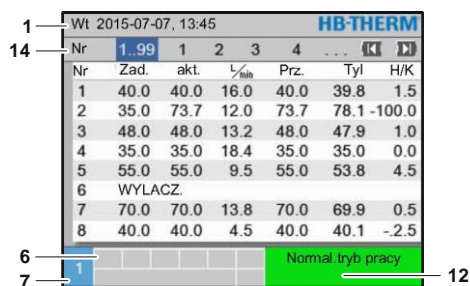 1 Wt 2015-07-07, 13:45 HB-THERM
14 Nr 1..99 1 2 3 4 ...
Nr Zad. akt. L/min Prz. Tyl H/K
1 40.0 40.0 16.0 40.0 39.8 1.5
2 35.0 73.7 12.0 73.7 78.1 -100.0
3 48.0 48.0 13.2 48.0 47.9 1.0
4 35.0 35.0 18.4 35.0 35.0 0.0
5 55.0 55.0 9.5 55.0 53.8 4.5
6 WYLACZ.
7 70.0 70.0 13.8 70.0 69.9 0.5
8 40.0 40.0 4.5 40.0 40.1 -.2.5
6 Normal.tryb pracy
7 1 12